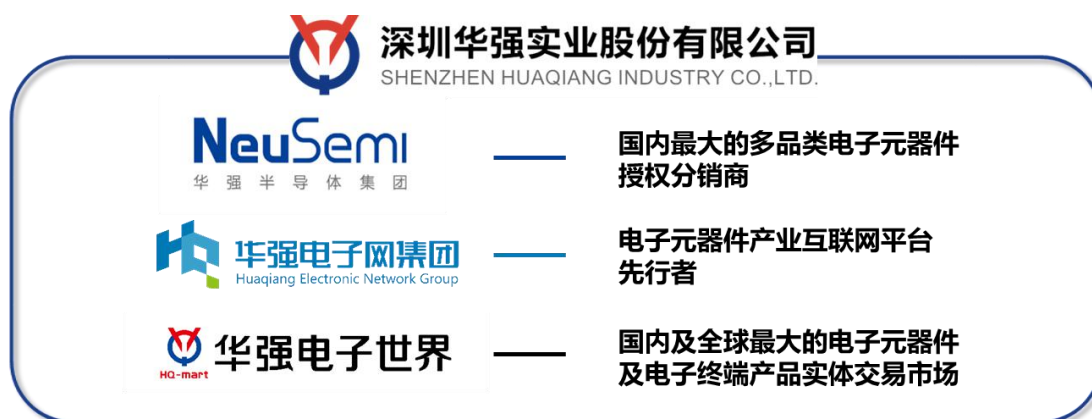 深圳华强实业股份有限公司
SHENZHEN HUAQIANG INDUSTRY CO.,LTD.
NeuSemi
华强半导体集团
国内最大的多品类电子元器件
授权分销商
华强电子网集团
Huaqiang Electronic Network Group
电子元器件产业互联网平台
先行者
HQ-mart
华强电子世界
国内及全球最大的电子元器件
及电子终端产品实体交易市场